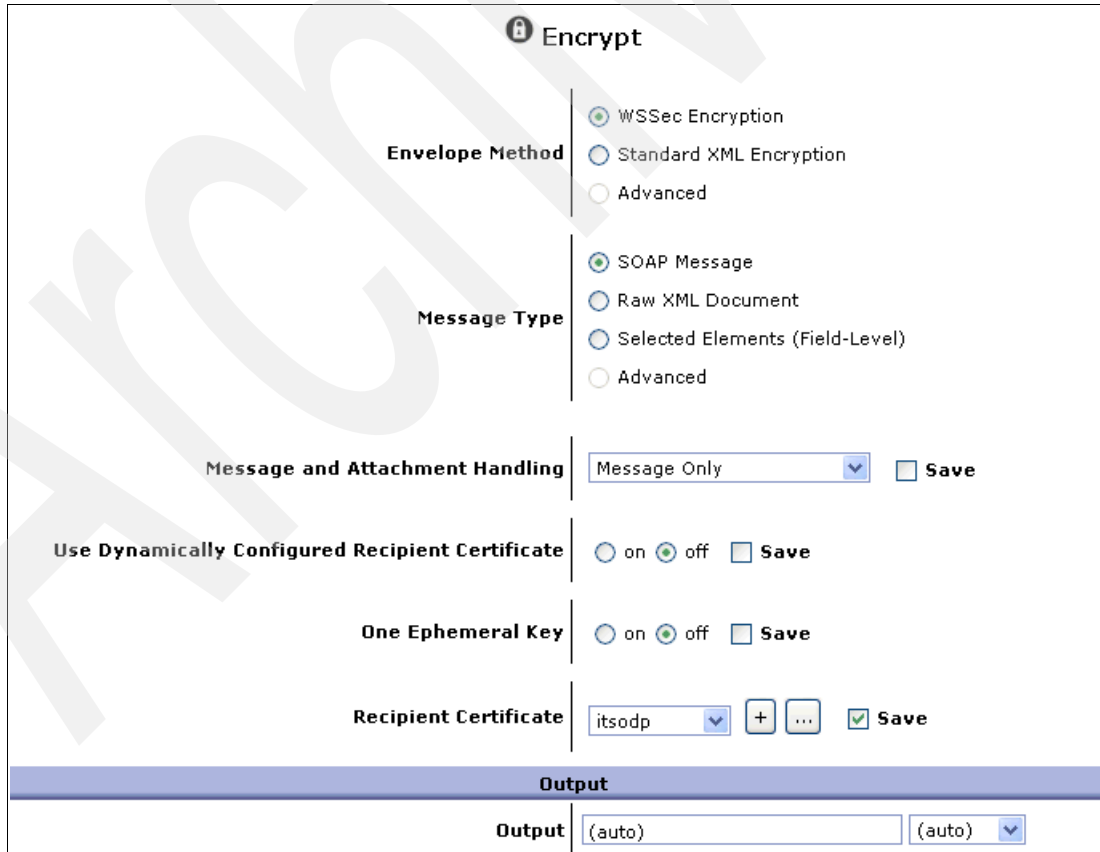 Encrypt
Envelope Method
WSSec Encryption
Standard XML Encryption
Advanced
Message Type
SOAP Message
Raw XML Document
Selected Elements (Field-Level)
Advanced
Message and Attachment Handling Message Only Save
Use Dynamically Configured Recipient Certificate on off Save
One Ephemeral Key on off Save
Recipient Certificate itsodp + ... Save
Output
Output (auto) (auto)